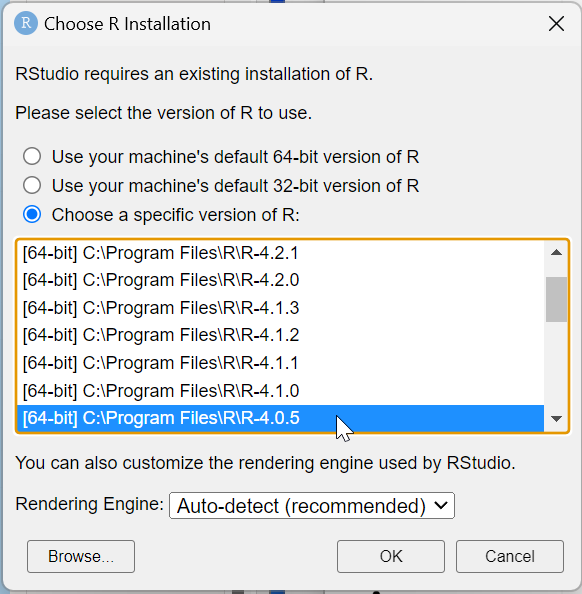 R Choose R Installation
RStudio requires an existing installation of R.
Please select the version of R to use.
Use your machine's default 64-bit version of R
Use your machine's default 32-bit version of R
Choose a specific version of R:
[64-bit] C:\Program Files\R\R-4.2.1
[64-bit] C:\Program Files\R\R-4.2.0
[64-bit] C:\Program Files\R\R-4.1.3
[64-bit] C:\Program Files\R\R-4.1.2
[64-bit] C:\Program Files\R\R-4.1.1
[64-bit] C:\Program Files\R\R-4.1.0
[64-bit] C:\Program Files\R\R-4.0.5
You can also customize the rendering engine used by RStudio.
Rendering Engine: Auto-detect (recommended)
Browse... OK Cancel